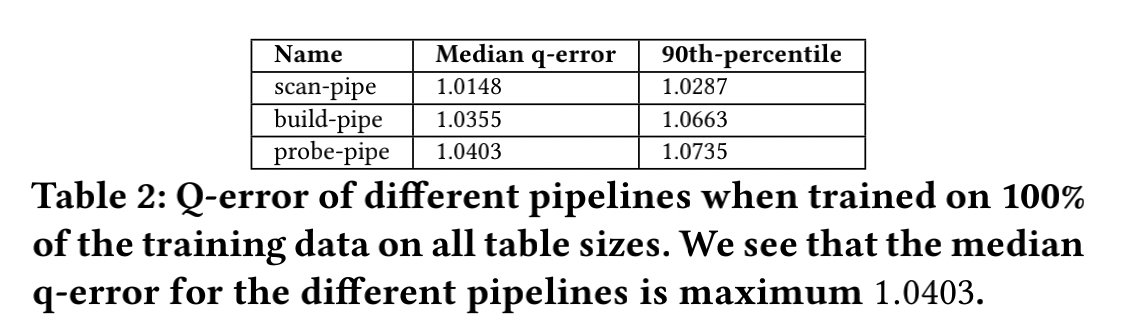 Name Median q-error 90th-percentile
scan-pipe 1.0148 1.0287
build-pipe 1.0355 1.0663
probe-pipe 1.0403 1.0735
Table 2: Q-error of different pipelines when trained on 100%
of the training data on all table sizes. We see that the median
q-error for the different pipelines is maximum 1.0403.